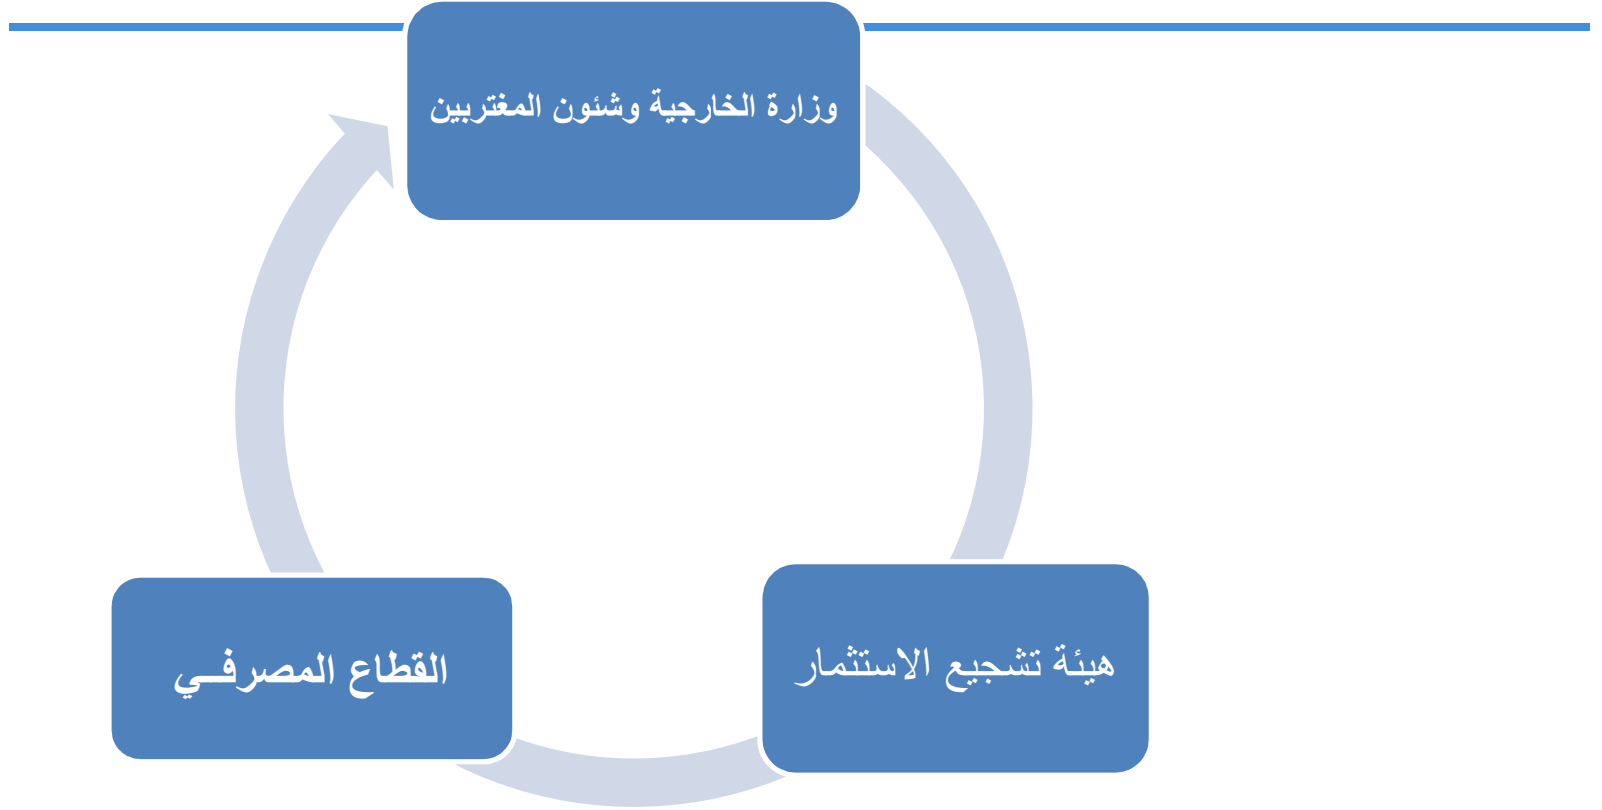 وزارة الخارجية وشئون المغتربين
هيئة تشجيع الاستثمار
القطاع المصرفــي